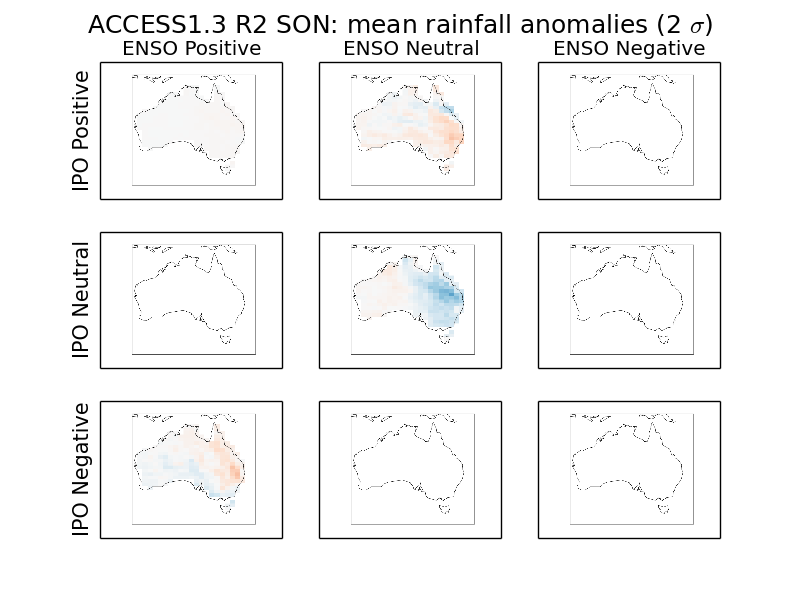 ACCESS1.3 R2 SON: mean rainfall anomalies (2 σ)
ENSO Positive
ENSO Neutral
ENSO Negative
IPO Positive
IPO Neutral
IPO Negative